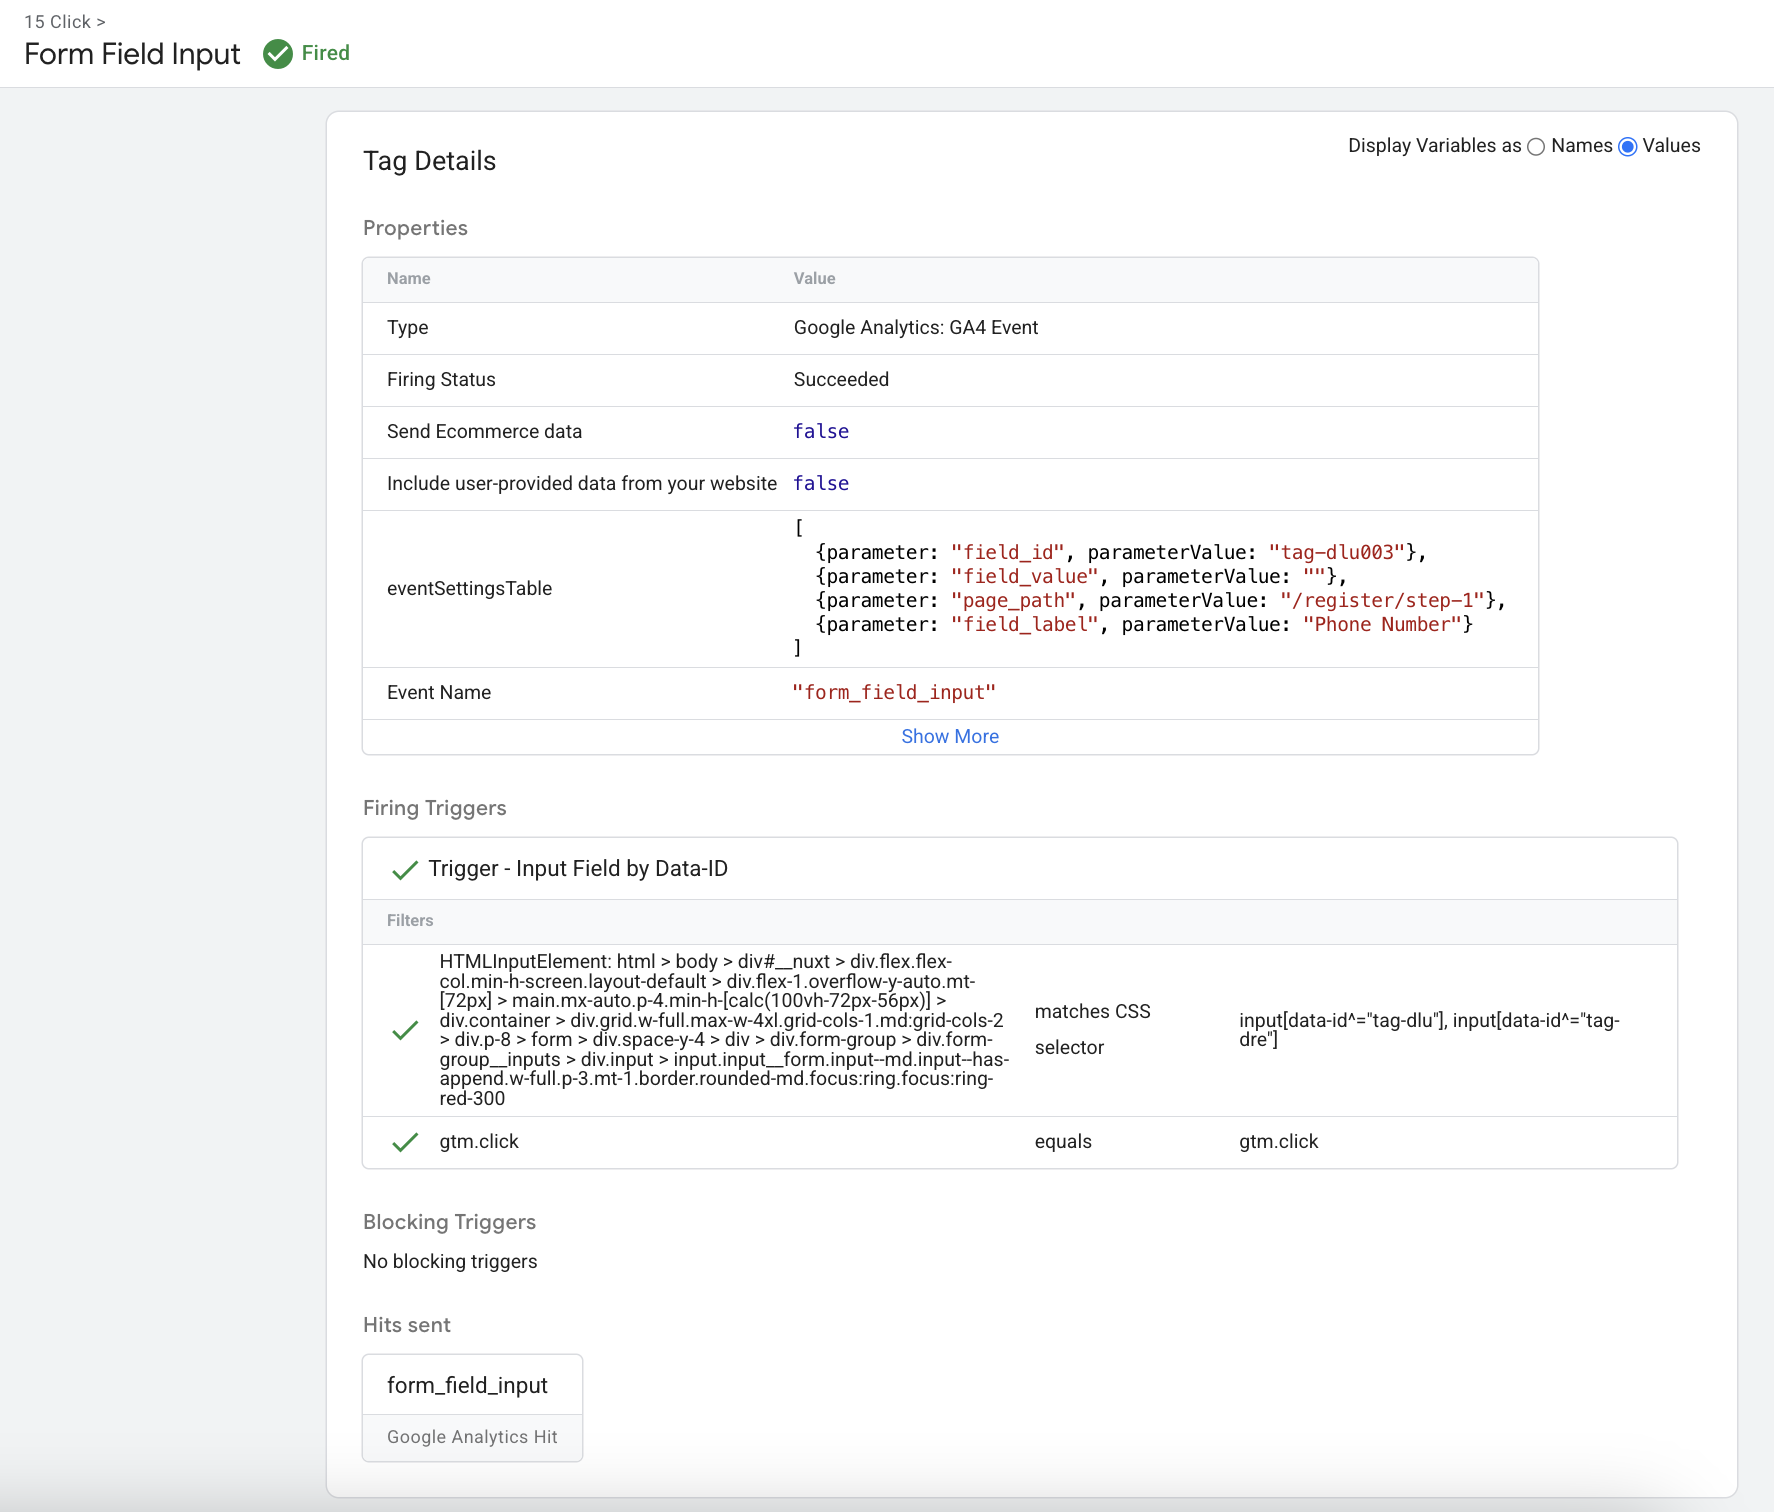 15 Click >
Form Field Input Fired
Tag Details
Display Variables as Names Values
Properties
Name Value
Type Google Analytics: GA4 Event
Firing Status Succeeded
Send Ecommerce data false
Include user-provided data from your website false
eventSettingsTable
[
{parameter: "field_id", parameterValue: "tag-dlu003"},
{parameter: "field_value", parameterValue: ""},
{parameter: "page_path", parameterValue: "/register/step-1"},
{parameter: "field_label", parameterValue: "Phone Number"}
]
Event Name "form_field_input"
Show More
Firing Triggers
Trigger - Input Field by Data-ID
Filters
HTMLInputElement: html > body > div#__nuxt > div.flex.flex-
col.min-h-screen.layout-default > div.flex-1.overflow-y-auto.mt-
[72px] > main.mx-auto.p-4.min-h-[calc(100vh-72px-56px)] >
div.container > div.grid.w-full.max-w-4xl.grid-cols-1.md:grid-cols-2
> div.p-8 > form > div.space-y-4 > div > div.form-group > div.form-
group__inputs > div.input > input.input__form.input--md.input--has-
append.w-full.p-3.mt-1.border.rounded-md.focus:ring.focus:ring-
red-300
matches CSS
selector
input[data-id^="tag-dlu"], input[data-id^="tag-
dre"]
gtm.click equals gtm.click
Blocking Triggers
No blocking triggers
Hits sent
form_field_input
Google Analytics Hit